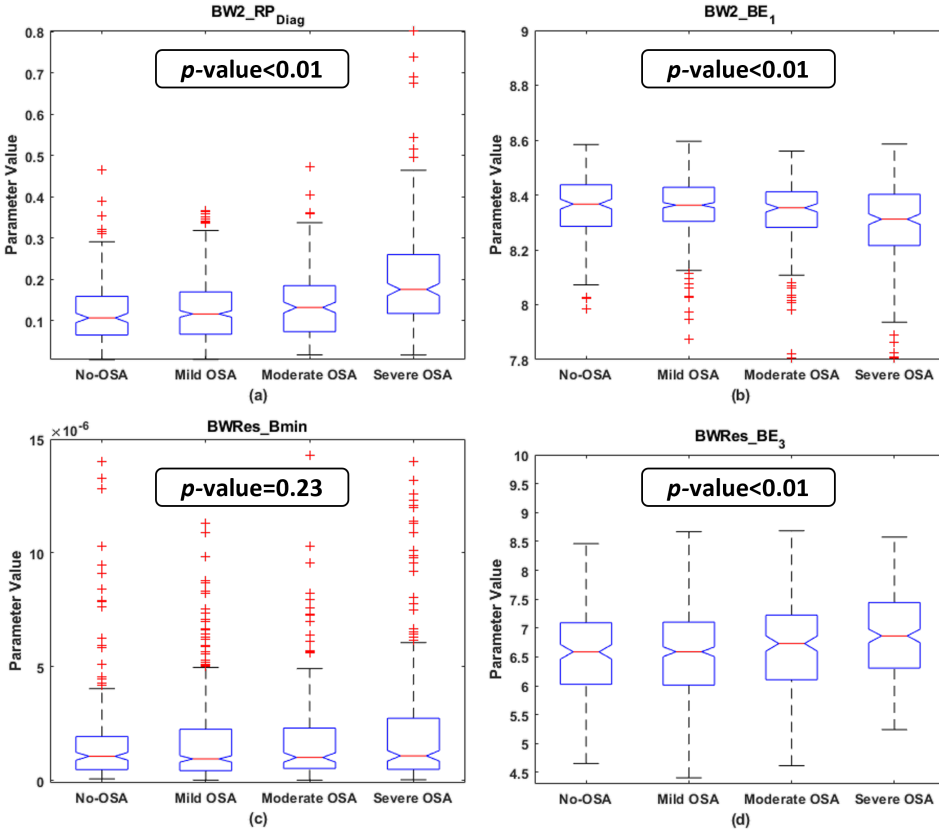 BW2_RP_Diag
p-value<0.01
Parameter Value
0.8
0.7
0.6
0.5
0.4
0.3
0.2
0.1
No-OSA Mild OSA Moderate OSA Severe OSA
(a)
BW2_BE_1
p-value<0.01
Parameter Value
9
8.8
8.6
8.4
8.2
8
7.8
No-OSA Mild OSA Moderate OSA Severe OSA
(b)
BWRes_Bmin
×10^-6
p-value=0.23
Parameter Value
15
10
5
0
No-OSA Mild OSA Moderate OSA Severe OSA
(c)
BWRes_BE_3
p-value<0.01
Parameter Value
10
9.5
9
8.5
8
7.5
7
6.5
6
5.5
5
4.5
No-OSA Mild OSA Moderate OSA Severe OSA
(d)